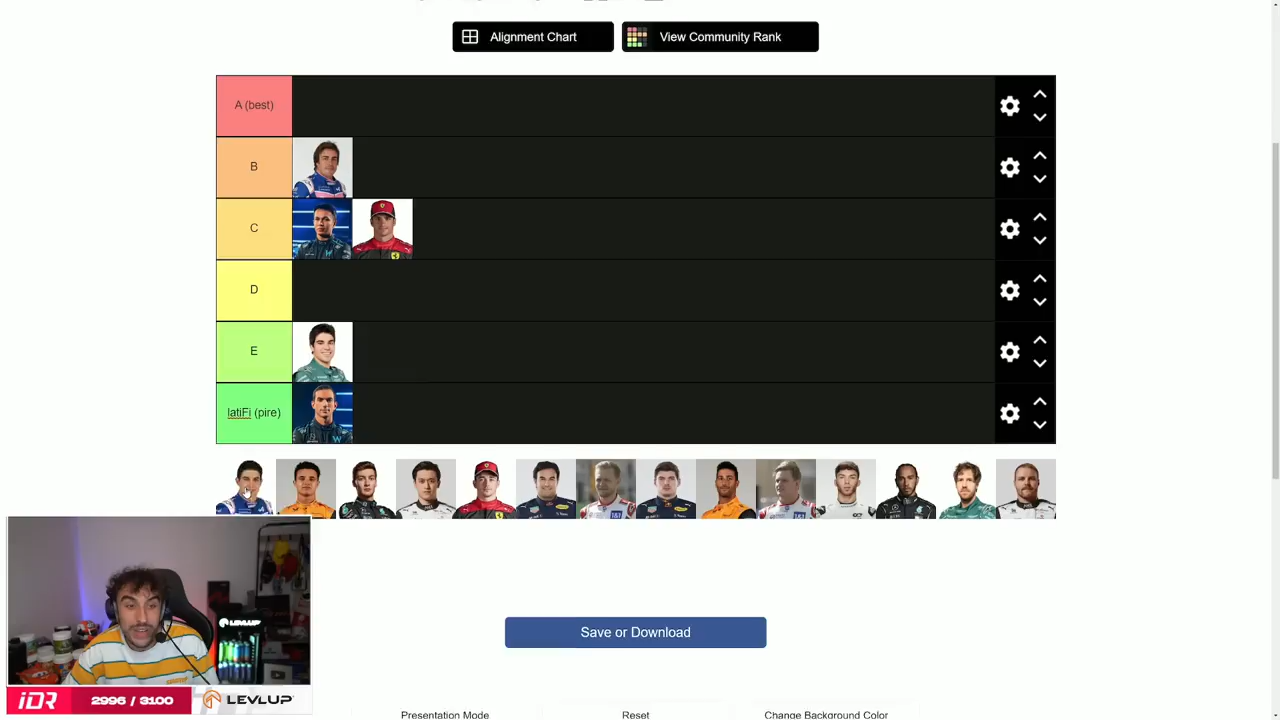 Alignment Chart
View Community Rank
A (best)
B
C
D
E
latiFi (pire)
Save or Download
LEVLUP
iDR
2996 / 3100
LEVLUP
Presentation Mode
Reset
Change Background Color